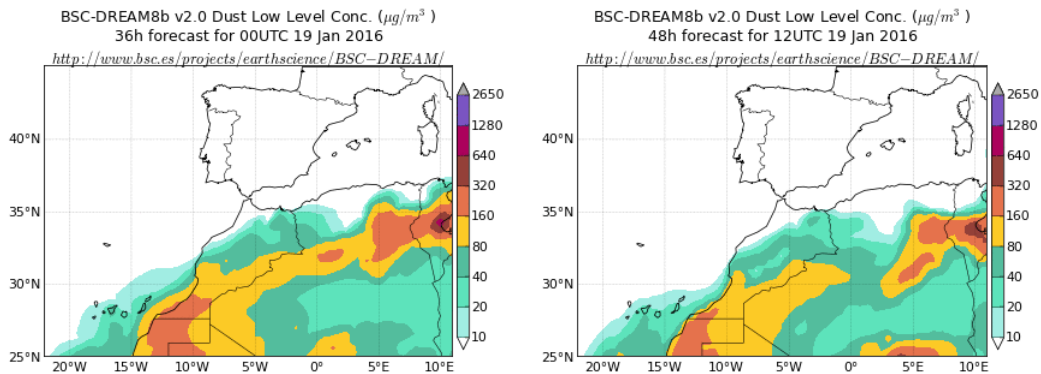 BSC-DREAM8b v2.0 Dust Low Level Conc. (μg/m³ )
36h forecast for 00UTC 19 Jan 2016
http://www.bsc.es/projects/earthscience/BSC−DREAM/
40°N
35°N
30°N
25°N
20°W
15°W
10°W
5°W
0°
5°E
10°E
2650
1280
640
320
160
80
40
20
10
BSC-DREAM8b v2.0 Dust Low Level Conc. (μg/m³ )
48h forecast for 12UTC 19 Jan 2016
http://www.bsc.es/projects/earthscience/BSC−DREAM/
40°N
35°N
30°N
25°N
20°W
15°W
10°W
5°W
0°
5°E
10°E
2650
1280
640
320
160
80
40
20
10